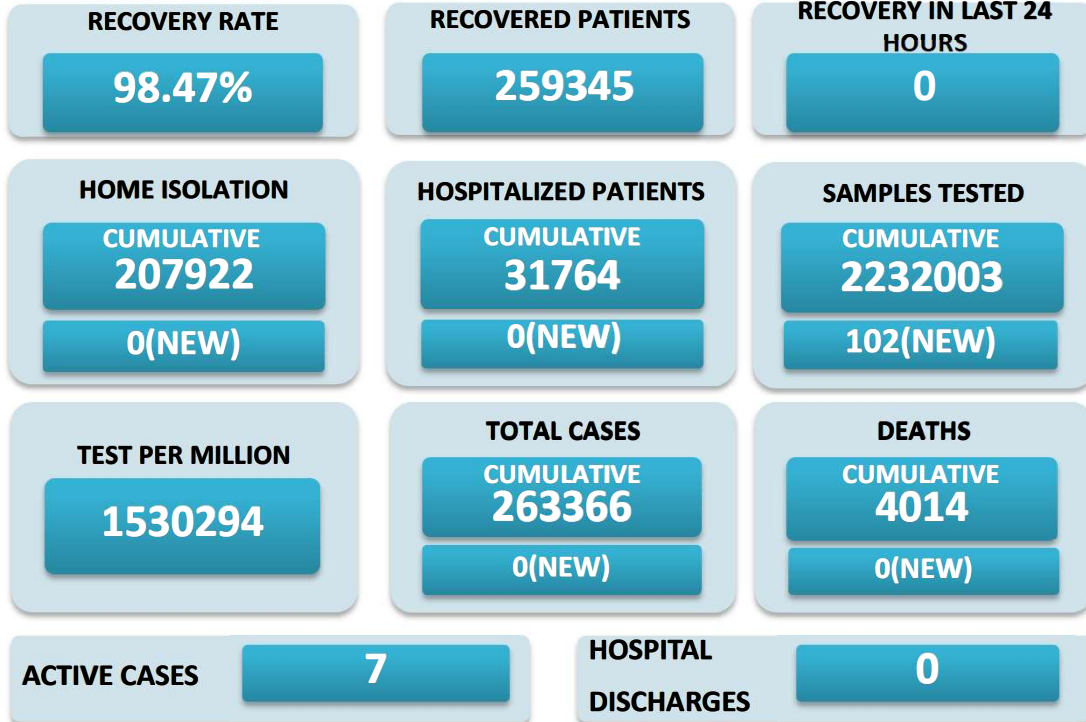 RECOVERY RATE
98.47%
RECOVERED PATIENTS
259345
RECOVERY IN LAST 24
HOURS
0
HOME ISOLATION
CUMULATIVE
207922
0(NEW)
HOSPITALIZED PATIENTS
CUMULATIVE
31764
0(NEW)
SAMPLES TESTED
CUMULATIVE
2232003
102(NEW)
TEST PER MILLION
1530294
TOTAL CASES
CUMULATIVE
263366
0(NEW)
DEATHS
CUMULATIVE
4014
0(NEW)
ACTIVE CASES
7
HOSPITAL
DISCHARGES
0